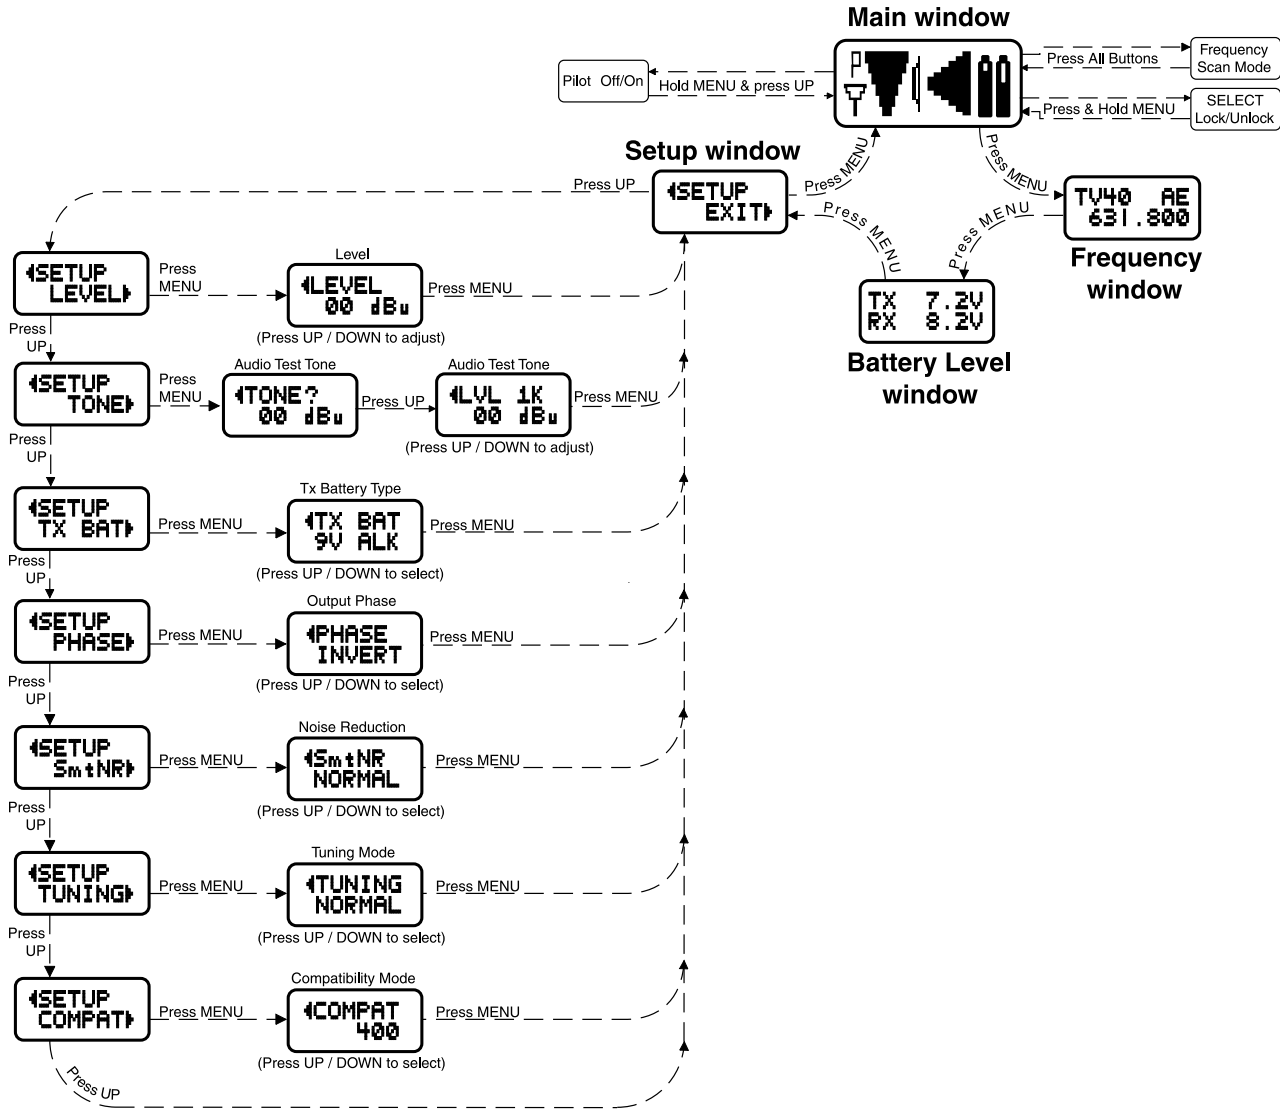 Main window
Pilot Off/On
Hold MENU & press UP
Press All Buttons
Frequency
Scan Mode
Press & Hold MENU
SELECT
Lock/Unlock
Setup window
Press UP
SETUP
EXIT
Press MENU
Press MENU
Press MENU
Press MENU
TV40 AE
631.800
Frequency
window
TX 7.2V
RX 8.2V
Battery Level
window
SETUP
LEVEL
Press
MENU
Level
LEVEL
00 dBu
(Press UP / DOWN to adjust)
Press MENU
Press
UP
SETUP
TONE
Press
MENU
Audio Test Tone
TONE?
00 dBu
Press UP
Audio Test Tone
LVL 1K
00 dBu
(Press UP / DOWN to adjust)
Press MENU
Press
UP
SETUP
TX BAT
Press MENU
Tx Battery Type
TX BAT
9V ALK
(Press UP / DOWN to select)
Press MENU
Press
UP
SETUP
PHASE
Press MENU
Output Phase
PHASE
INVERT
(Press UP / DOWN to select)
Press MENU
Press
UP
SETUP
SmtNR
Press MENU
Noise Reduction
SmtNR
NORMAL
(Press UP / DOWN to select)
Press MENU
Press
UP
SETUP
TUNING
Press MENU
Tuning Mode
TUNING
NORMAL
(Press UP / DOWN to select)
Press MENU
Press
UP
SETUP
COMPAT
Press MENU
Compatibility Mode
COMPAT
400
(Press UP / DOWN to select)
Press MENU
Press UP